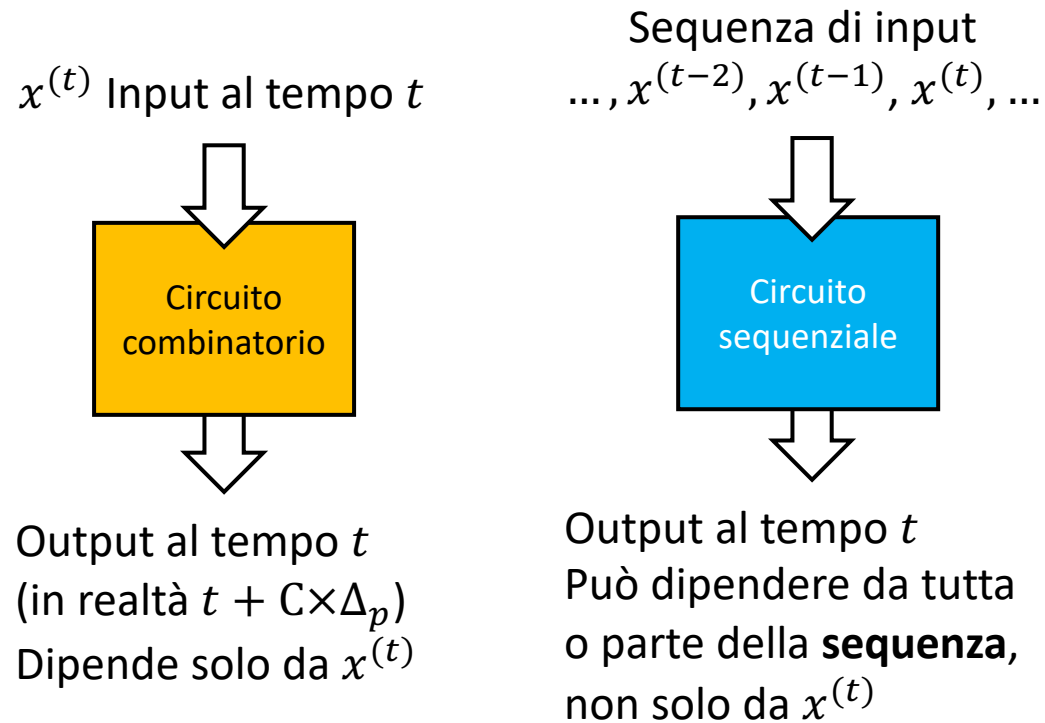 x^(t) Input al tempo t
Circuito
combinatorio
Output al tempo t
(in realtà t + C×Δ_p)
Dipende solo da x^(t)
Sequenza di input
…, x^(t−2), x^(t−1), x^(t), …
Circuito
sequenziale
Output al tempo t
Può dipendere da tutta
o parte della sequenza,
non solo da x^(t)